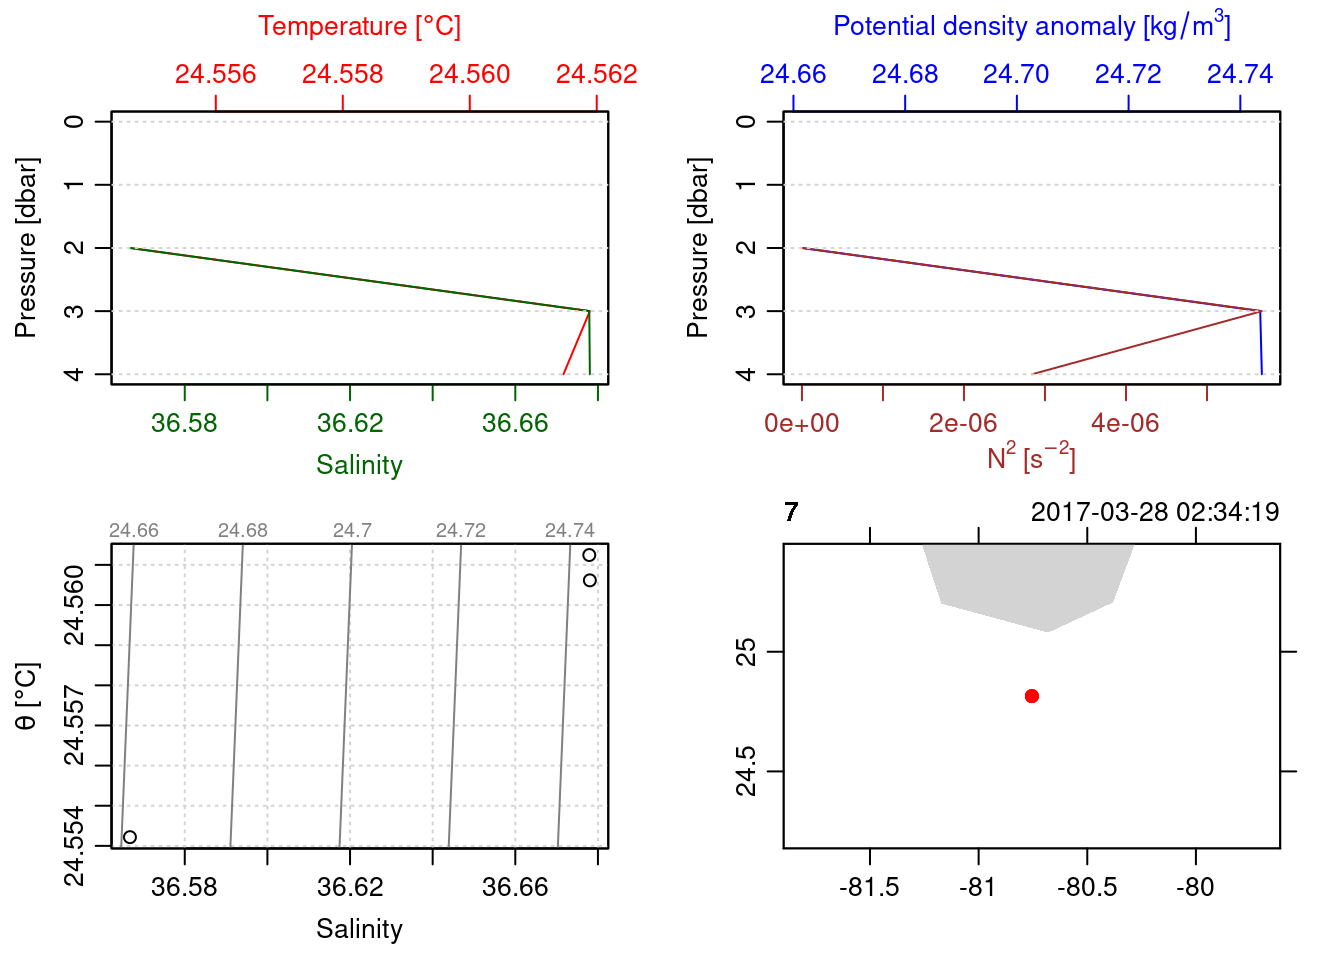 Temperature [°C]
24.556 24.558 24.560 24.562
0
1
2
3
4
Pressure [dbar]
36.58 36.62 36.66
Salinity
Potential density anomaly [kg/m³]
24.66 24.68 24.70 24.72 24.74
0
1
2
3
4
Pressure [dbar]
0e+00 2e-06 4e-06
N² [s⁻²]
24.66 24.68 24.7 24.72 24.74
24.560
24.557
24.554
θ [°C]
36.58 36.62 36.66
Salinity
7 2017-03-28 02:34:19
25
24.5
-81.5 -81 -80.5 -80